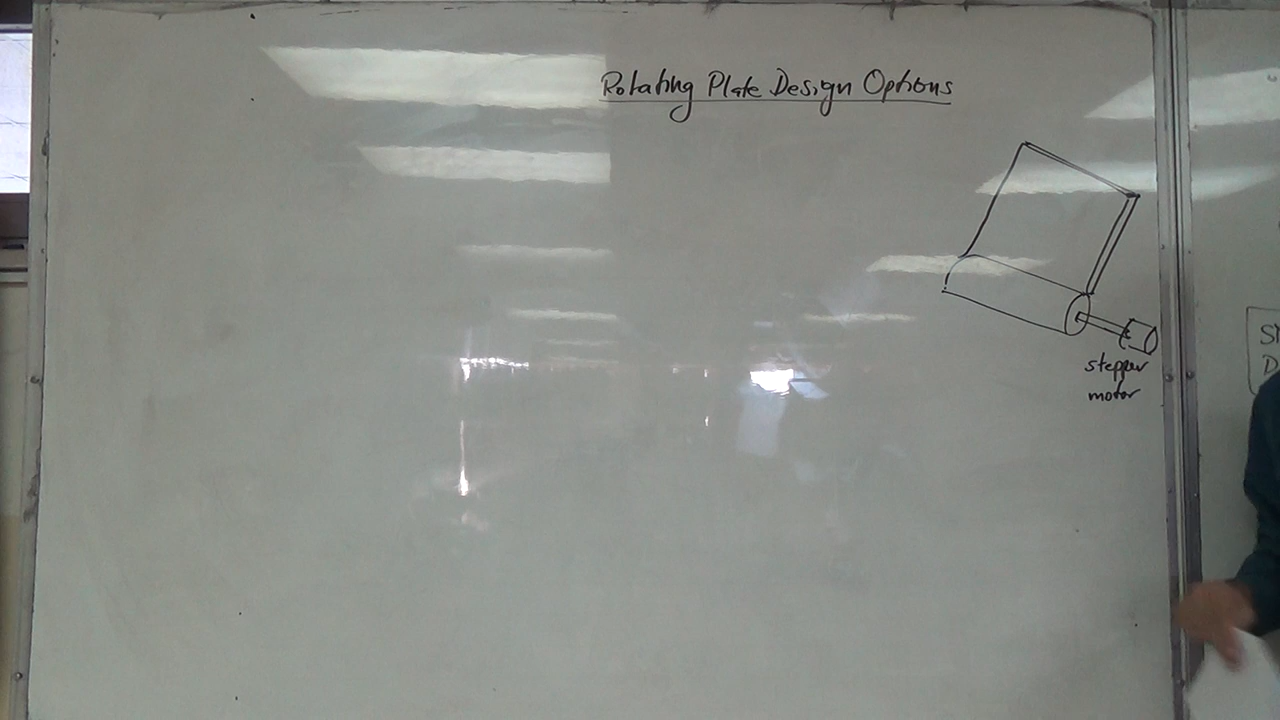 Rotating Plate Design Options
stepper
motor